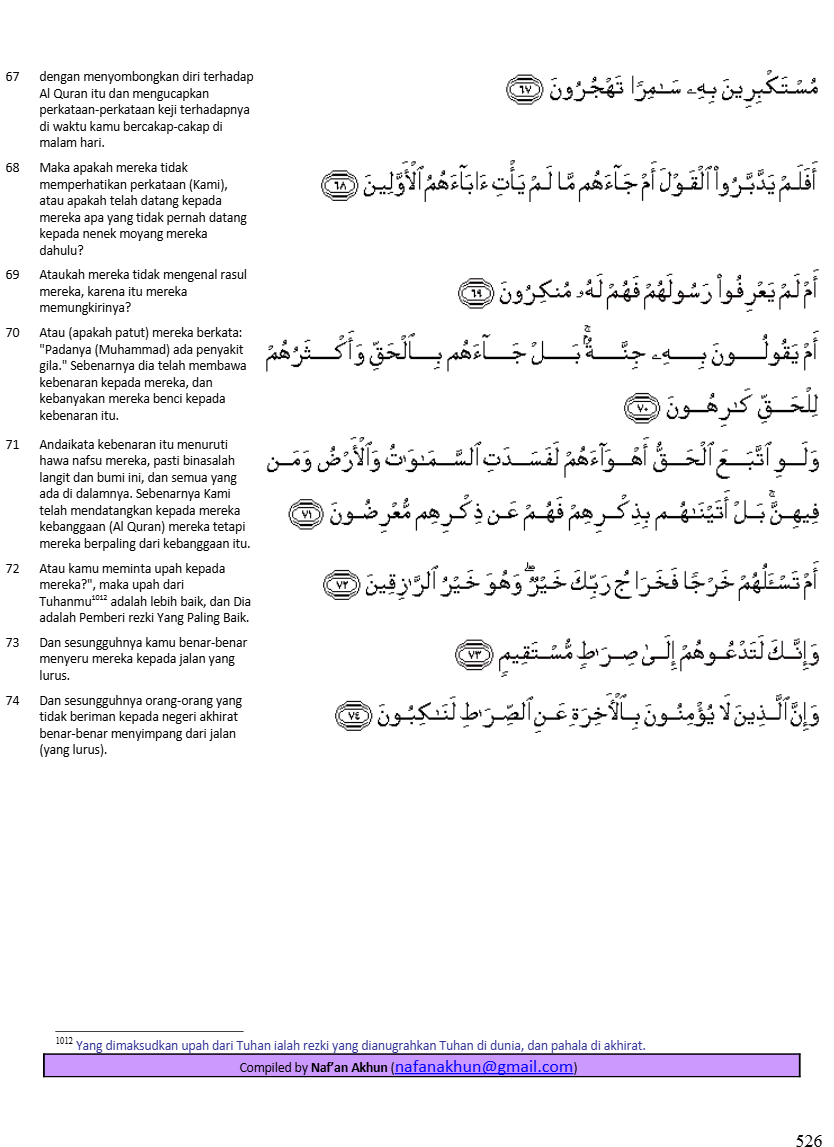 67 dengan menyombongkan diri terhadap
Al Quran itu dan mengucapkan
perkataan-perkataan keji terhadapnya
di waktu kamu bercakap-cakap di
malam hari.
مُسْتَكْبِرِينَ بِهِۦ سَـٰمِرًا تَهْجُرُونَ ٦٧
68 Maka apakah mereka tidak
memperhatikan perkataan (Kami),
atau apakah telah datang kepada
mereka apa yang tidak pernah datang
kepada nenek moyang mereka
dahulu?
أَفَلَمْ يَدَّبَّرُوا۟ ٱلْقَوْلَ أَمْ جَآءَهُم مَّا لَمْ يَأْتِ ءَابَآءَهُمُ ٱلْأَوَّلِينَ ٦٨
69 Ataukah mereka tidak mengenal rasul
mereka, karena itu mereka
memungkirinya?
أَمْ لَمْ يَعْرِفُوا۟ رَسُولَهُمْ فَهُمْ لَهُۥ مُنكِرُونَ ٦٩
70 Atau (apakah patut) mereka berkata:
"Padanya (Muhammad) ada penyakit
gila." Sebenarnya dia telah membawa
kebenaran kepada mereka, dan
kebanyakan mereka benci kepada
kebenaran itu.
أَمْ يَقُولُونَ بِهِۦ جِنَّةٌۢ ۚ بَلْ جَآءَهُم بِٱلْحَقِّ وَأَكْثَرُهُمْ
لِلْحَقِّ كَـٰرِهُونَ ٧٠
71 Andaikata kebenaran itu menuruti
hawa nafsu mereka, pasti binasalah
langit dan bumi ini, dan semua yang
ada di dalamnya. Sebenarnya Kami
telah mendatangkan kepada mereka
kebanggaan (Al Quran) mereka tetapi
mereka berpaling dari kebanggaan itu.
وَلَوِ ٱتَّبَعَ ٱلْحَقُّ أَهْوَآءَهُمْ لَفَسَدَتِ ٱلسَّمَـٰوَٰتُ وَٱلْأَرْضُ وَمَن
فِيهِنَّ ۚ بَلْ أَتَيْنَـٰهُم بِذِكْرِهِمْ فَهُمْ عَن ذِكْرِهِم مُّعْرِضُونَ ٧١
72 Atau kamu meminta upah kepada
mereka?", maka upah dari
Tuhanmu¹⁰¹² adalah lebih baik, dan Dia
adalah Pemberi rezki Yang Paling Baik.
أَمْ تَسْـَٔلُهُمْ خَرْجًا فَخَرَاجُ رَبِّكَ خَيْرٌ ۖ وَهُوَ خَيْرُ ٱلرَّٰزِقِينَ ٧٢
73 Dan sesungguhnya kamu benar-benar
menyeru mereka kepada jalan yang
lurus.
وَإِنَّكَ لَتَدْعُوهُمْ إِلَىٰ صِرَٰطٍ مُّسْتَقِيمٍ ٧٣
74 Dan sesungguhnya orang-orang yang
tidak beriman kepada negeri akhirat
benar-benar menyimpang dari jalan
(yang lurus).
وَإِنَّ ٱلَّذِينَ لَا يُؤْمِنُونَ بِٱلْأَخِرَةِ عَنِ ٱلصِّرَٰطِ لَنَـٰكِبُونَ ٧٤
¹⁰¹² Yang dimaksudkan upah dari Tuhan ialah rezki yang dianugrahkan Tuhan di dunia, dan pahala di akhirat.
Compiled by Naf’an Akhun (nafanakhun@gmail.com)
526